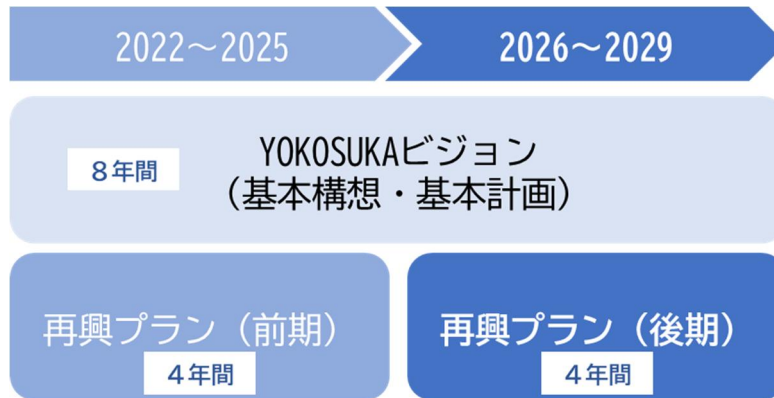 2022～2025
2026～2029
8年間
YOKOSUKAビジョン
（基本構想・基本計画）
再興プラン（前期）
4年間
再興プラン（後期）
4年間